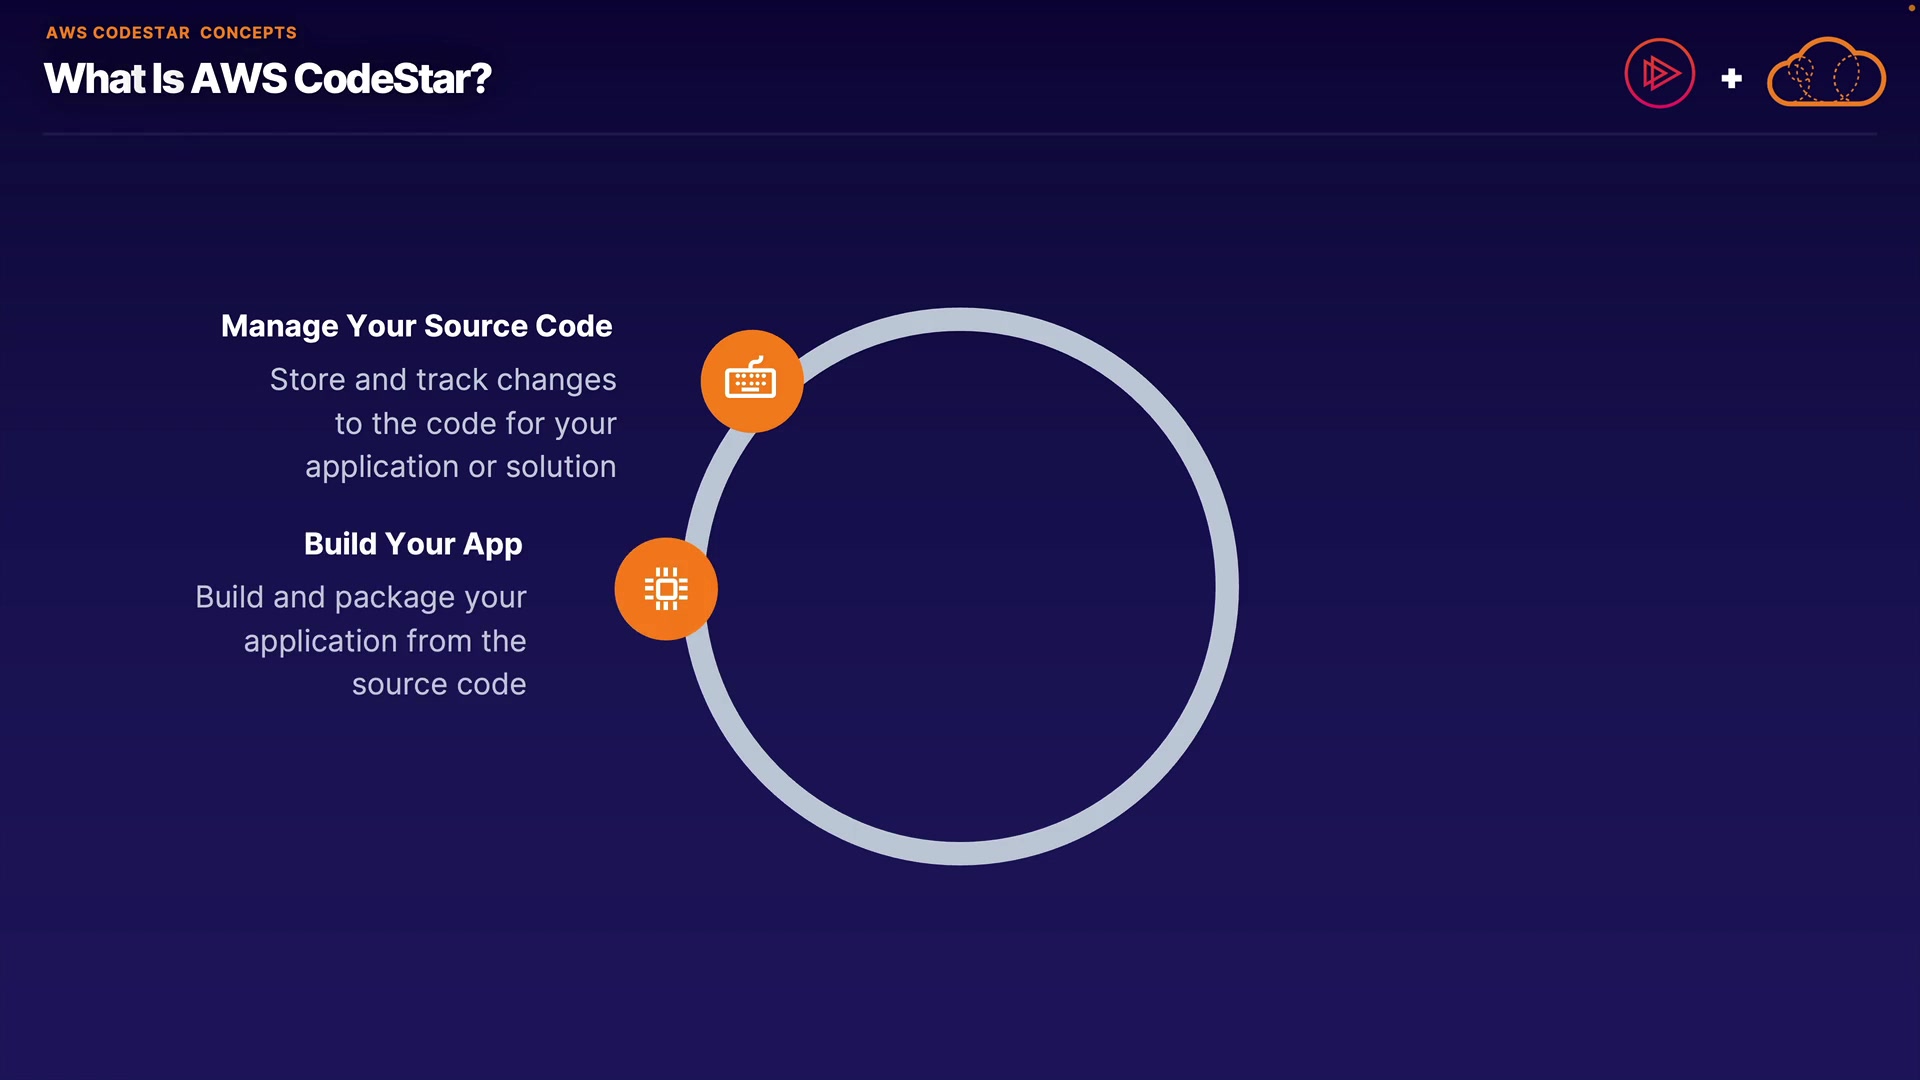 AWS CODESTAR CONCEPTS
What Is AWS CodeStar?
+
Manage Your Source Code
Store and track changes
to the code for your
application or solution
Build Your App
Build and package your
application from the
source code